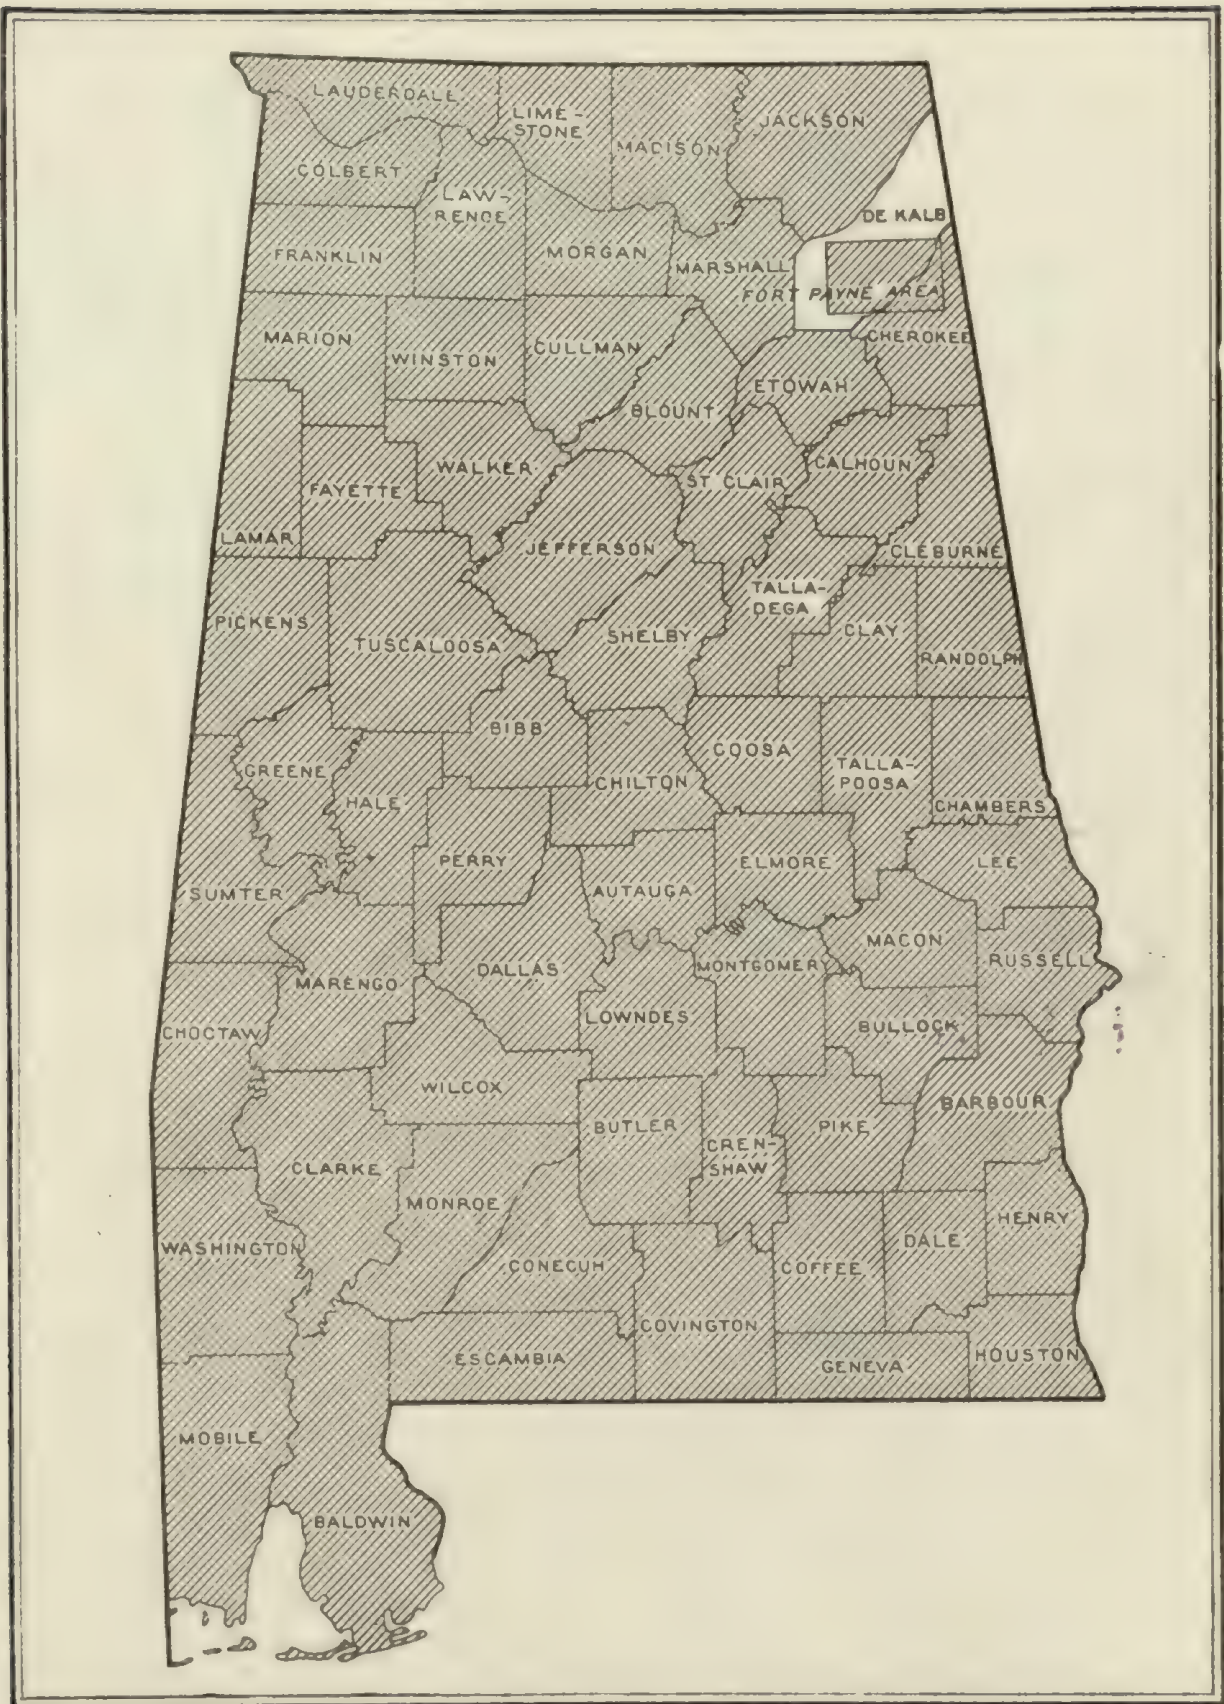 LAUDERDALE
LIME-
STONE
MADISON
JACKSON
COLBERT
LAW-
RENCE
DE KALB
FRANKLIN
MORGAN
MARSHALL
FORT PAYNE AREA
MARION
WINSTON
CULLMAN
CHEROKEE
ETOWAH
BLOUNT
WALKER
ST CLAIR
CALHOUN
FAYETTE
LAMAR
JEFFERSON
CLEBURNE
TALLA-
DEGA
PICKENS
TUSCALOOSA
SHELBY
CLAY
RANDOLPH
BIBB
COOSA
GREENE
HALE
CHILTON
TALLA-
POOSA
CHAMBERS
PERRY
ELMORE
LEE
SUMTER
AUTAUGA
MACON
RUSSELL
MARENGO
DALLAS
MONTGOMERY
CHOCTAW
LOWNDES
BULLOCK
WILCOX
BUTLER
BARBOUR
PIKE
CREN-
SHAW
CLARKE
MONROE
HENRY
WASHINGTON
CONECUH
COFFEE
DALE
COVINGTON
ESCAMBIA
GENEVA
HOUSTON
MOBILE
BALDWIN